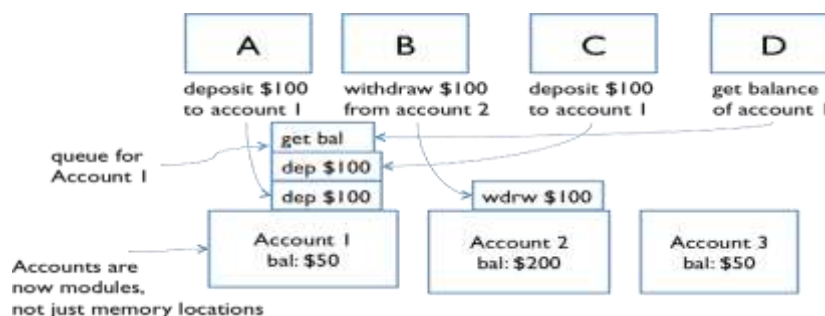 A B C D
deposit $100 withdraw $100 deposit $100 get balance
to account 1 from account 2 to account 1 of account 1
get bal
queue for
Account 1
dep $100
dep $100
wdrw $100
Account 1
bal: $50
Account 2
bal: $200
Account 3
bal: $50
Accounts are
now modules,
not just memory locations